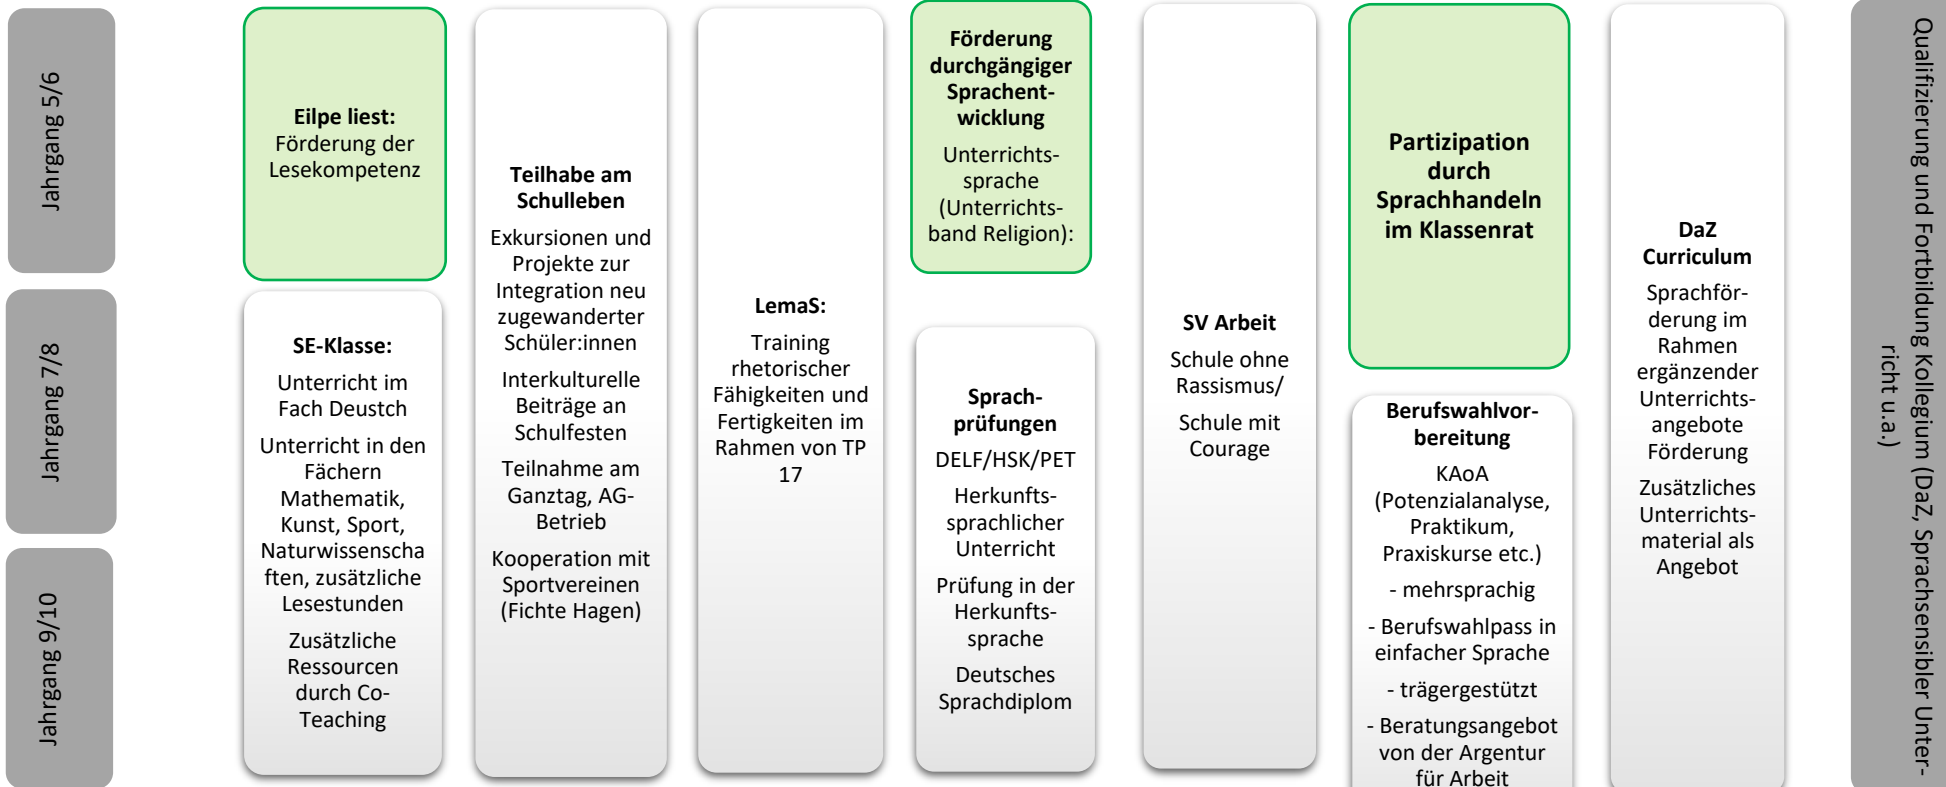 Jahrgang 5/6
Jahrgang 7/8
Jahrgang 9/10
Eilpe liest:
Förderung der
Lesekompetenz
SE-Klasse:
Unterricht im
Fach Deustch
Unterricht in den
Fächern
Mathematik,
Kunst, Sport,
Naturwissenscha
ften, zusätzliche
Lesestunden
Zusätzliche
Ressourcen
durch Co-
Teaching
Teilhabe am
Schulleben
Exkursionen und
Projekte zur
Integration neu
zugewanderter
Schüler:innen
Interkulturelle
Beiträge an
Schulfesten
Teilnahme am
Ganztag, AG-
Betrieb
Kooperation mit
Sportvereinen
(Fichte Hagen)
LemaS:
Training
rhetorischer
Fähigkeiten und
Fertigkeiten im
Rahmen von TP
17
Förderung
durchgängiger
Sprachent-
wicklung
Unterrichts-
sprache
(Unterrichts-
band Religion):
Sprach-
prüfungen
DELF/HSK/PET
Herkunfts-
sprachlicher
Unterricht
Prüfung in der
Herkunfts-
sprache
Deutsches
Sprachdiplom
SV Arbeit
Schule ohne
Rassismus/
Schule mit
Courage
Partizipation
durch
Sprachhandeln
im Klassenrat
Berufswahlvor-
bereitung
KAoA
(Potenzialanalyse,
Praktikum,
Praxiskurse etc.)
- mehrsprachig
- Berufswahlpass in
einfacher Sprache
- trägergestützt
- Beratungsangebot
von der Argentur
für Arbeit
DaZ
Curriculum
Sprachför-
derung im
Rahmen
ergänzender
Unterrichts-
angebote
Förderung
Zusätzliches
Unterrichts-
material als
Angebot
Qualifizierung und Fortbildung Kollegium (DaZ, Sprachsensibler Unter-
richt u.a.)